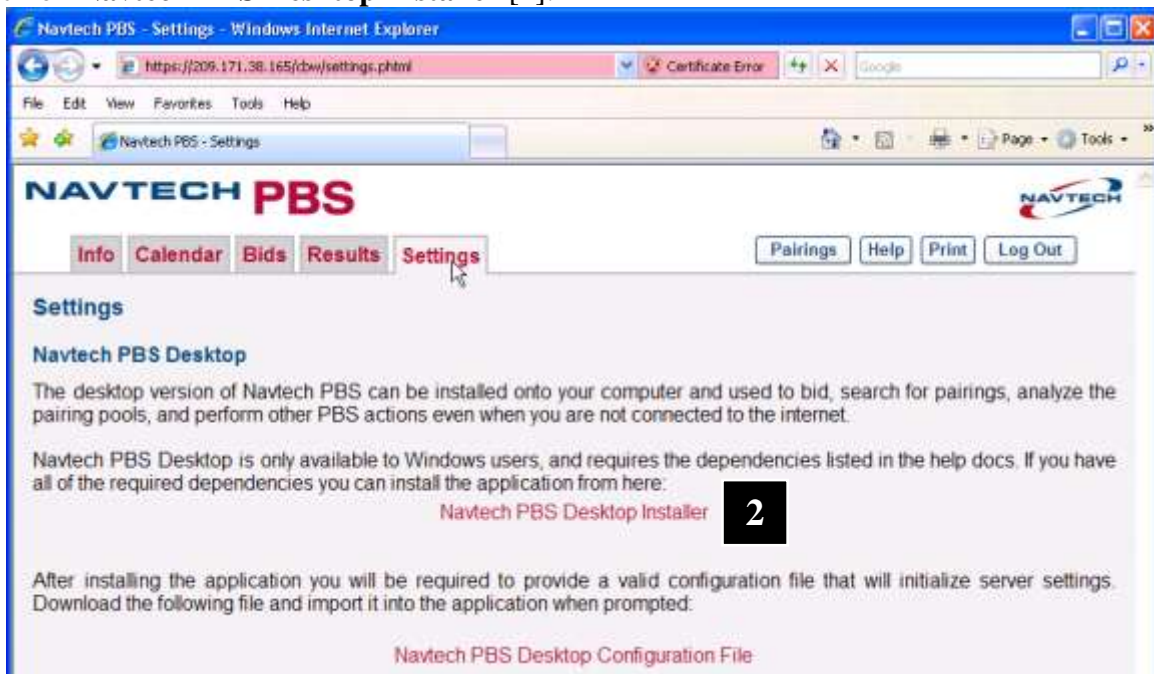 Navtech PBS - Settings - Windows Internet Explorer
https://209.171.38.165/cbw/settings.phtml
Certificate Error
Google
File Edit View Favorites Tools Help
Navtech PBS - Settings
Page
Tools
NAVTECH PBS
NAVTECH
Info Calendar Bids Results Settings
Pairings Help Print Log Out
Settings
Navtech PBS Desktop
The desktop version of Navtech PBS can be installed onto your computer and used to bid, search for pairings, analyze the
pairing pools, and perform other PBS actions even when you are not connected to the internet.
Navtech PBS Desktop is only available to Windows users, and requires the dependencies listed in the help docs. If you have
all of the required dependencies you can install the application from here:
Navtech PBS Desktop Installer
2
After installing the application you will be required to provide a valid configuration file that will initialize server settings.
Download the following file and import it into the application when prompted:
Navtech PBS Desktop Configuration File